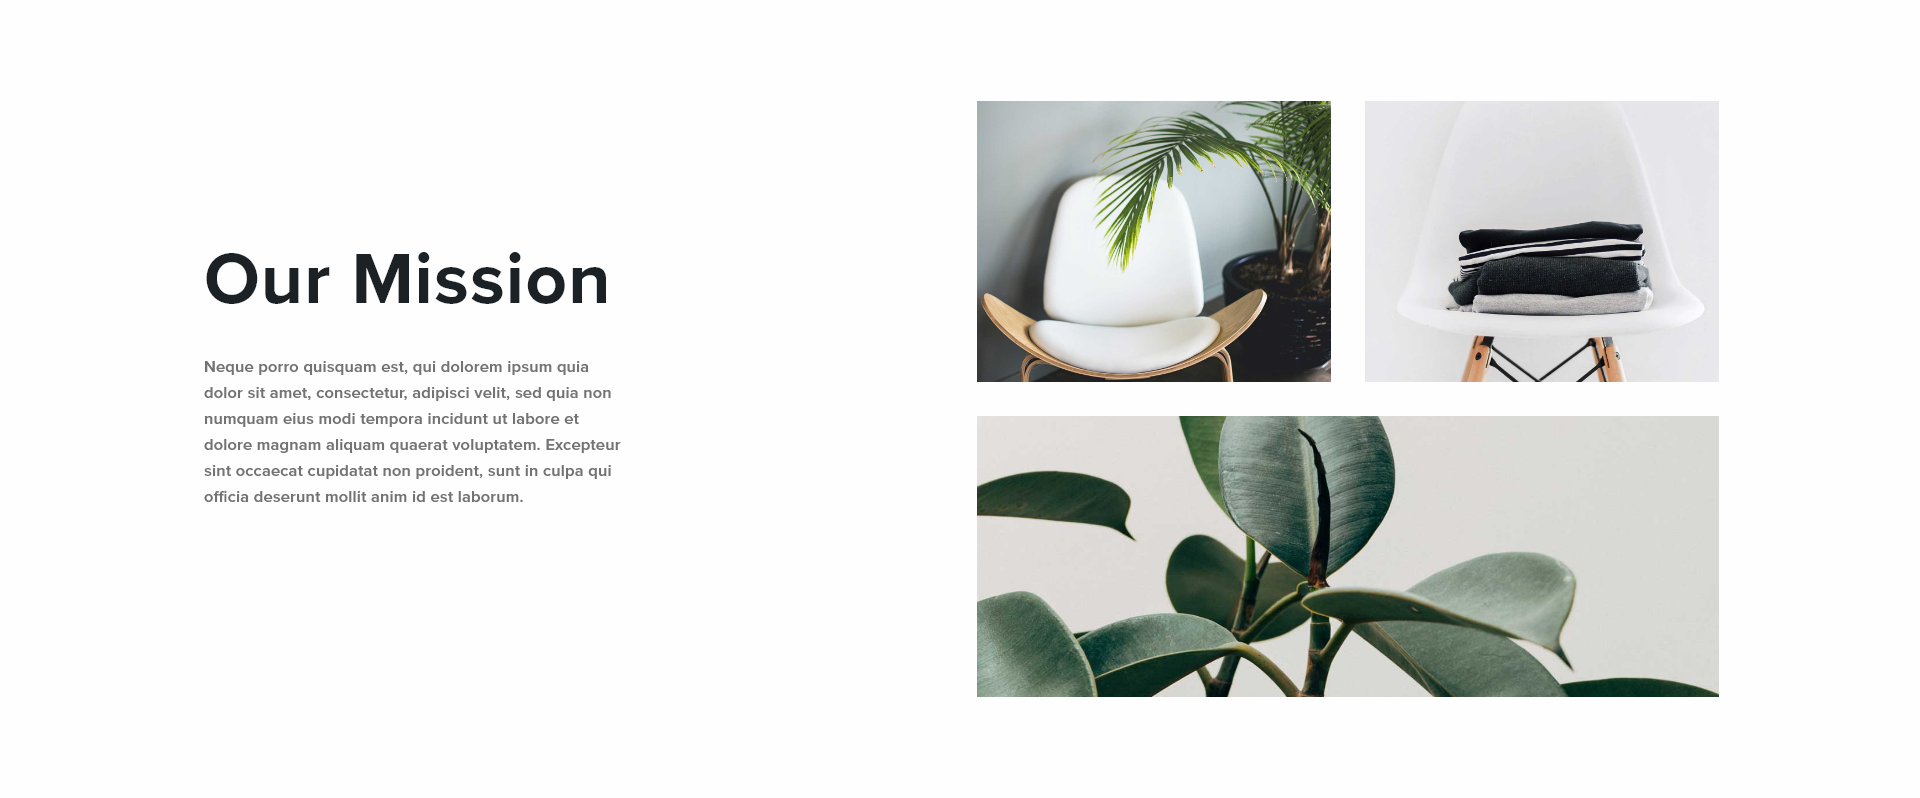 Our Mission
Neque porro quisquam est, qui dolorem ipsum quia
dolor sit amet, consectetur, adipisci velit, sed quia non
numquam eius modi tempora incidunt ut labore et
dolore magnam aliquam quaerat voluptatem. Excepteur
sint occaecat cupidatat non proident, sunt in culpa qui
officia deserunt mollit anim id est laborum.